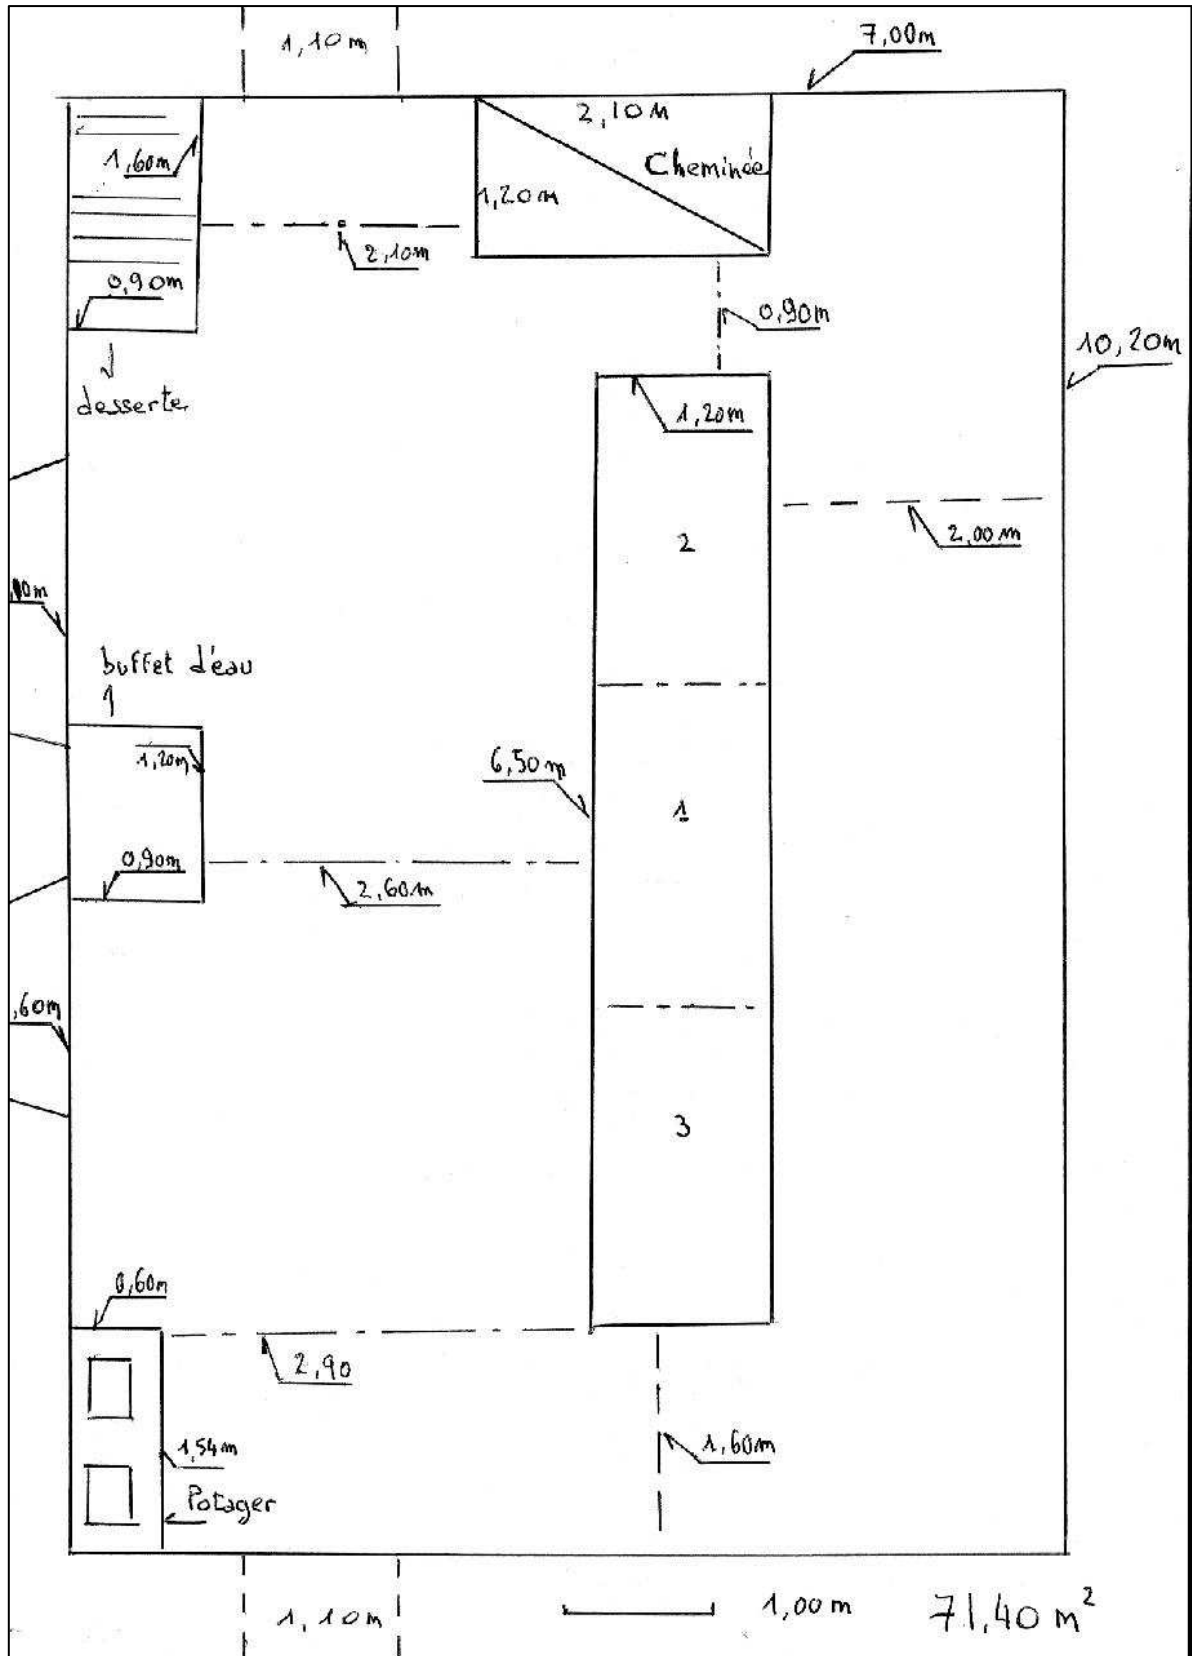 1,10m
7,00m
2,10m
1,60m
Cheminée
1,20m
2,10m
0,90m
0,90m
10,20m
desserte
1,20m
2
2,00m
buffet d'eau
1,20m
6,50m
1
0,90m
2,60m
,60m
3
0,60m
2,90
1,54m
1,60m
Potager
1,10m
1,00m
71,40 m²